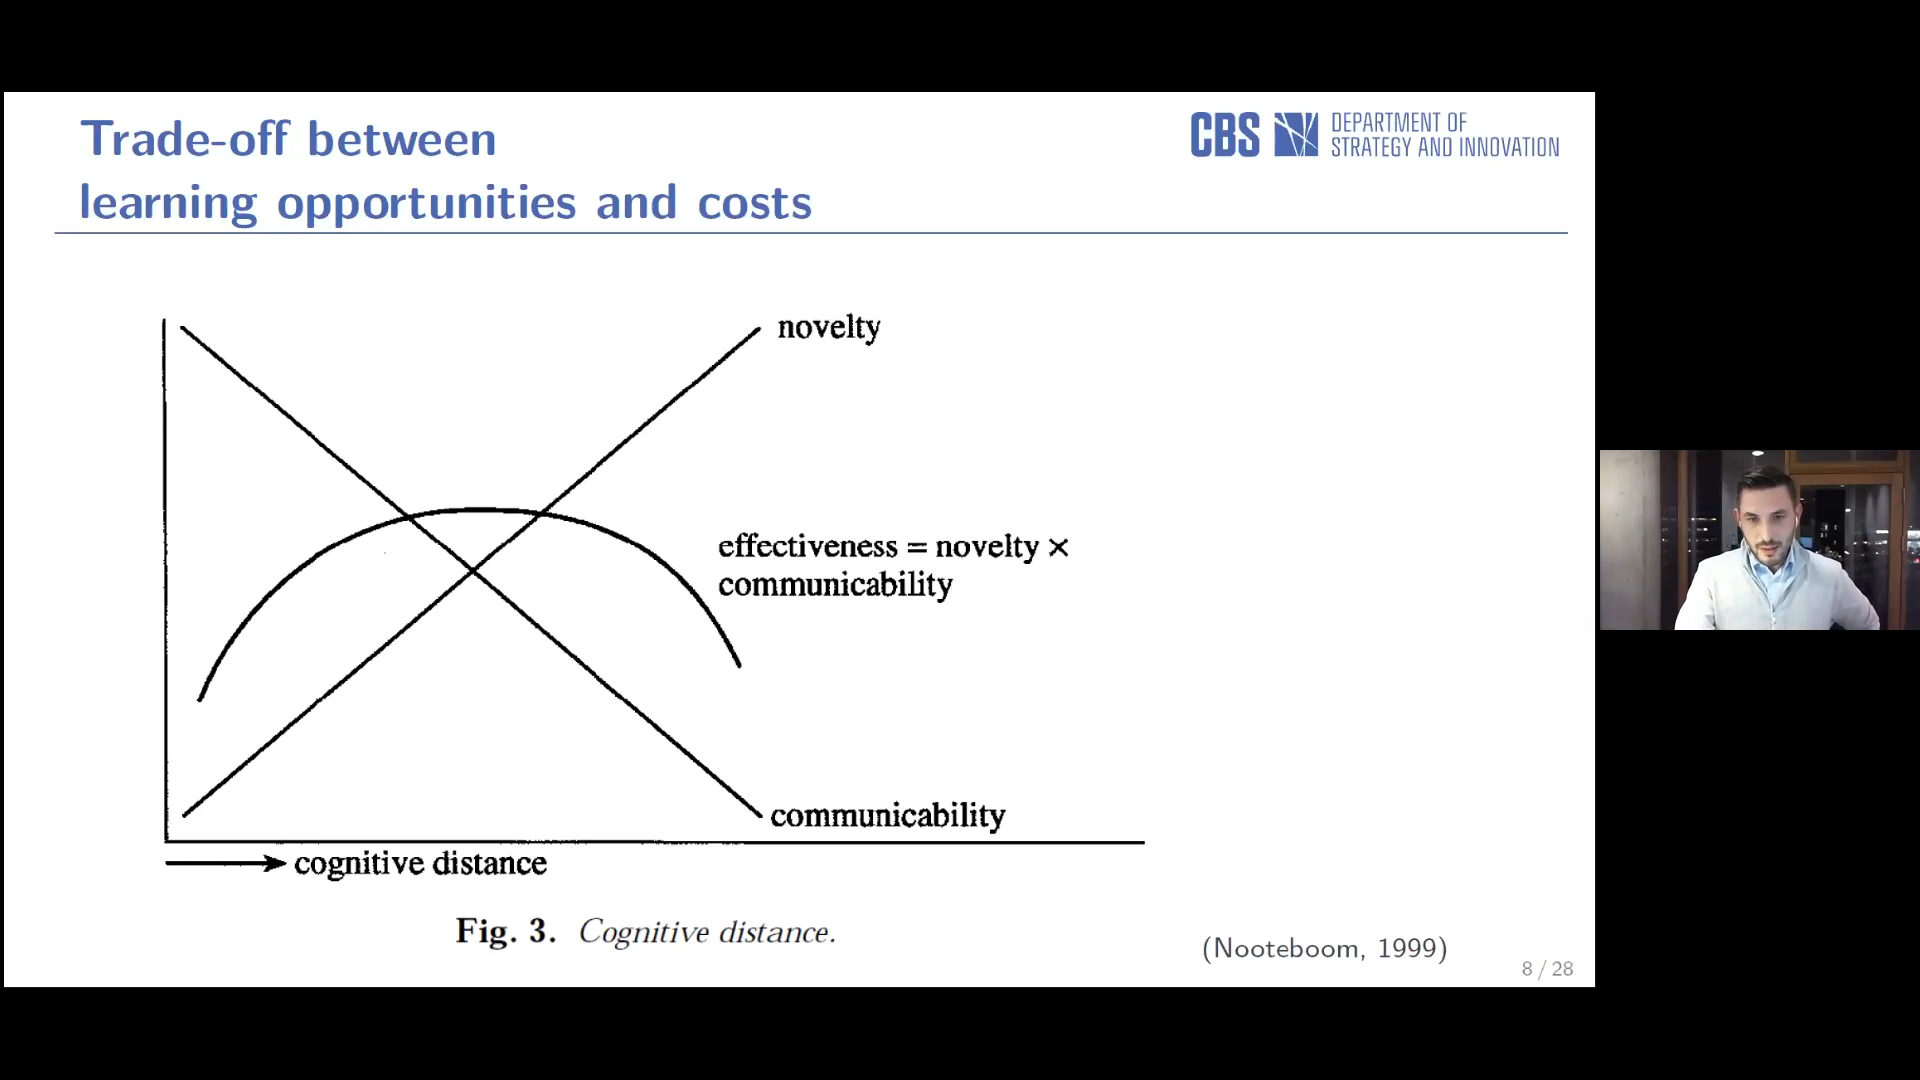 Trade-off between
learning opportunities and costs
CBS
DEPARTMENT OF
STRATEGY AND INNOVATION
novelty
effectiveness = novelty ×
communicability
communicability
cognitive distance
Fig. 3. Cognitive distance.
(Nooteboom, 1999)
8 / 28